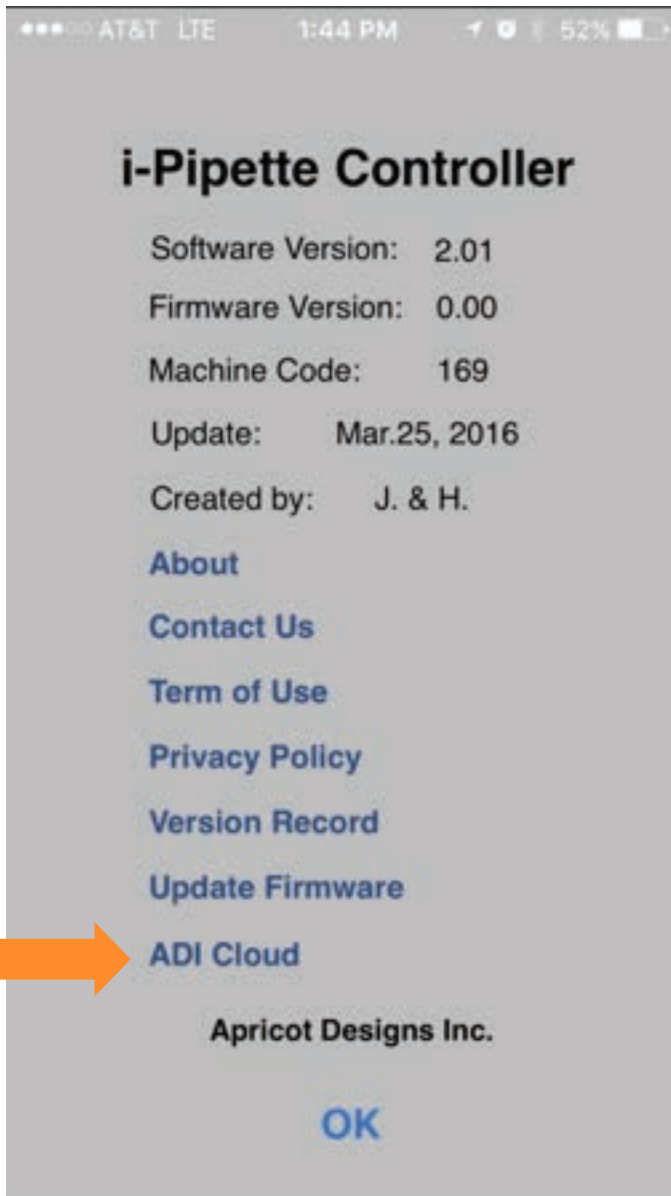 AT&T LTE 1:44 PM 52%
i-Pipette Controller
Software Version: 2.01
Firmware Version: 0.00
Machine Code: 169
Update: Mar.25, 2016
Created by: J. & H.
About
Contact Us
Term of Use
Privacy Policy
Version Record
Update Firmware
ADI Cloud
Apricot Designs Inc.
OK